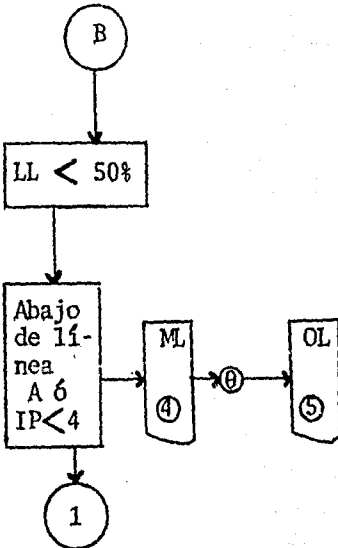 B
LL < 50%
Abajo
de lí-
nea
A ó
IP<4
ML
④
θ
OL
⑤
1